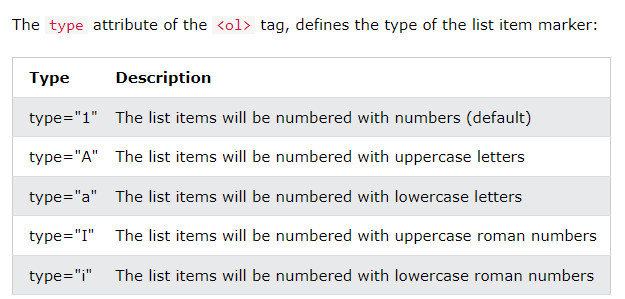 The type attribute of the <ol> tag, defines the type of the list item marker:
Type Description
type="1" The list items will be numbered with numbers (default)
type="A" The list items will be numbered with uppercase letters
type="a" The list items will be numbered with lowercase letters
type="I" The list items will be numbered with uppercase roman numbers
type="i" The list items will be numbered with lowercase roman numbers